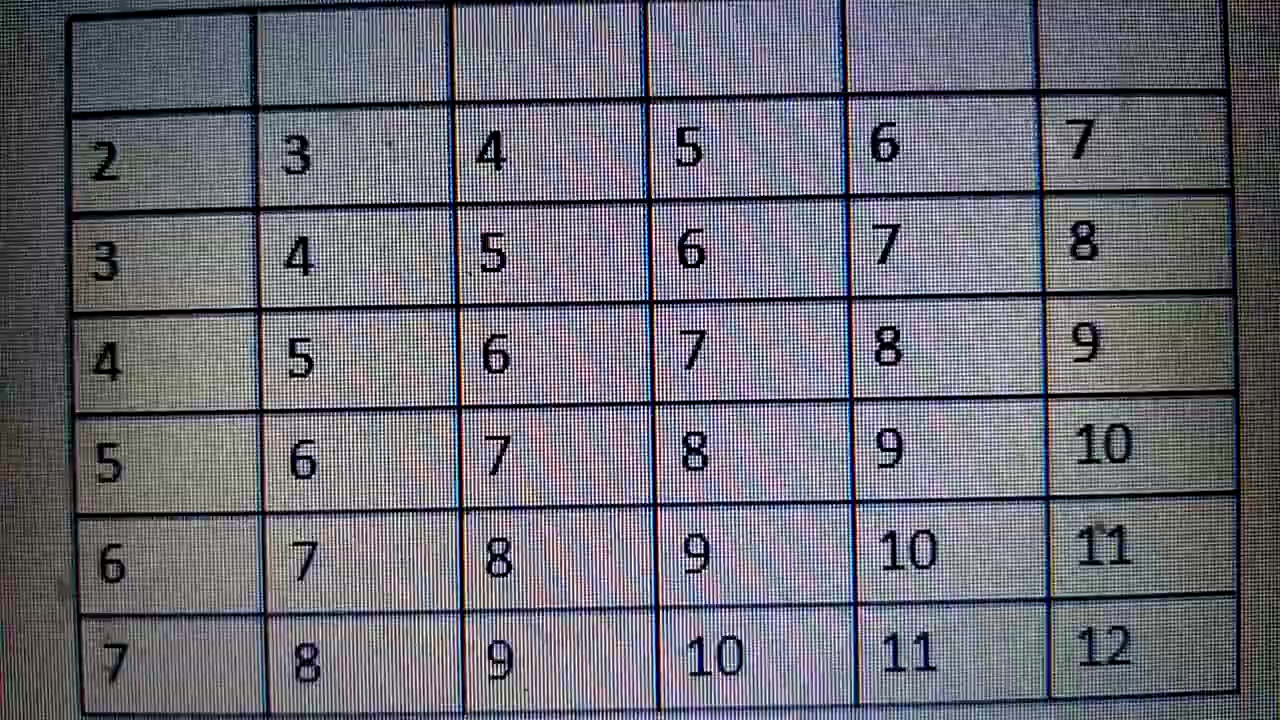 2 3 4 5 6 7
3 4 5 6 7 8
4 5 6 7 8 9
5 6 7 8 9 10
6 7 8 9 10 11
7 8 9 10 11 12